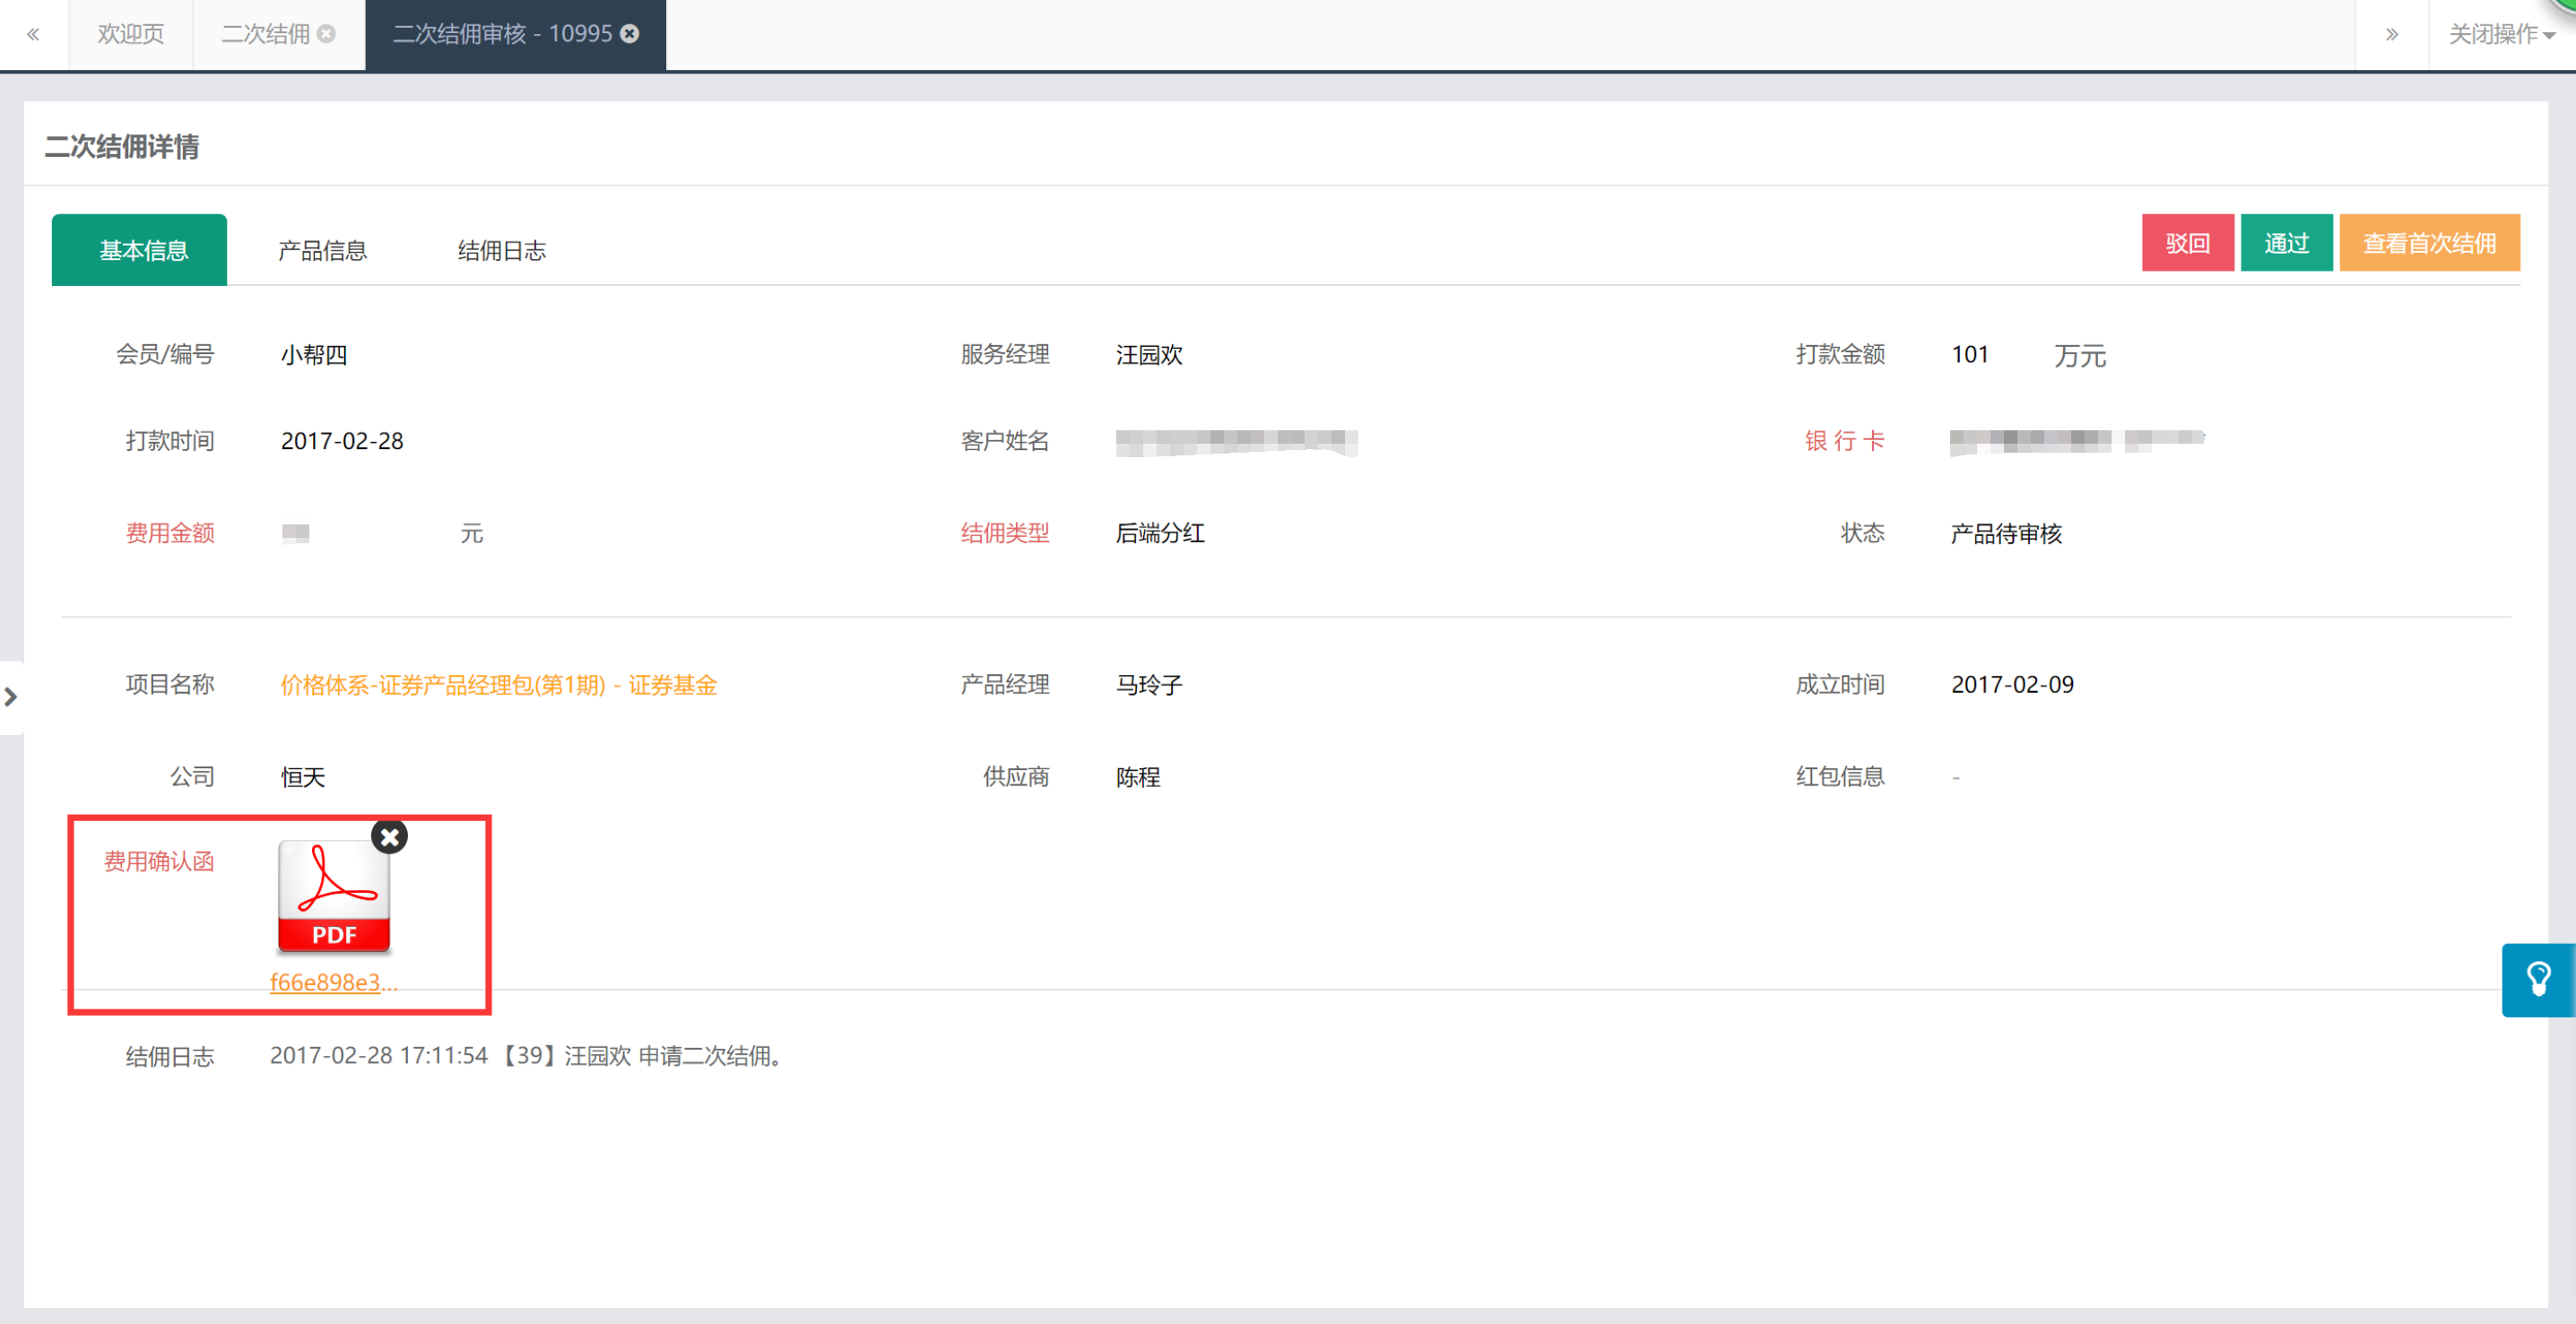 « 欢迎页 二次结佣 二次结佣审核 - 10995 » 关闭操作
二次结佣详情
基本信息 产品信息 结佣日志 驳回 通过 查看首次结佣
会员/编号 小帮四 服务经理 汪园欢 打款金额 101 万元
打款时间 2017-02-28 客户姓名 银 行 卡
费用金额 元 结佣类型 后端分红 状态 产品待审核
项目名称 价格体系-证券产品经理包(第1期) - 证券基金 产品经理 马玲子 成立时间 2017-02-09
公司 恒天 供应商 陈程 红包信息 -
费用确认函
PDF
f66e898e3...
结佣日志 2017-02-28 17:11:54 【39】汪园欢 申请二次结佣。